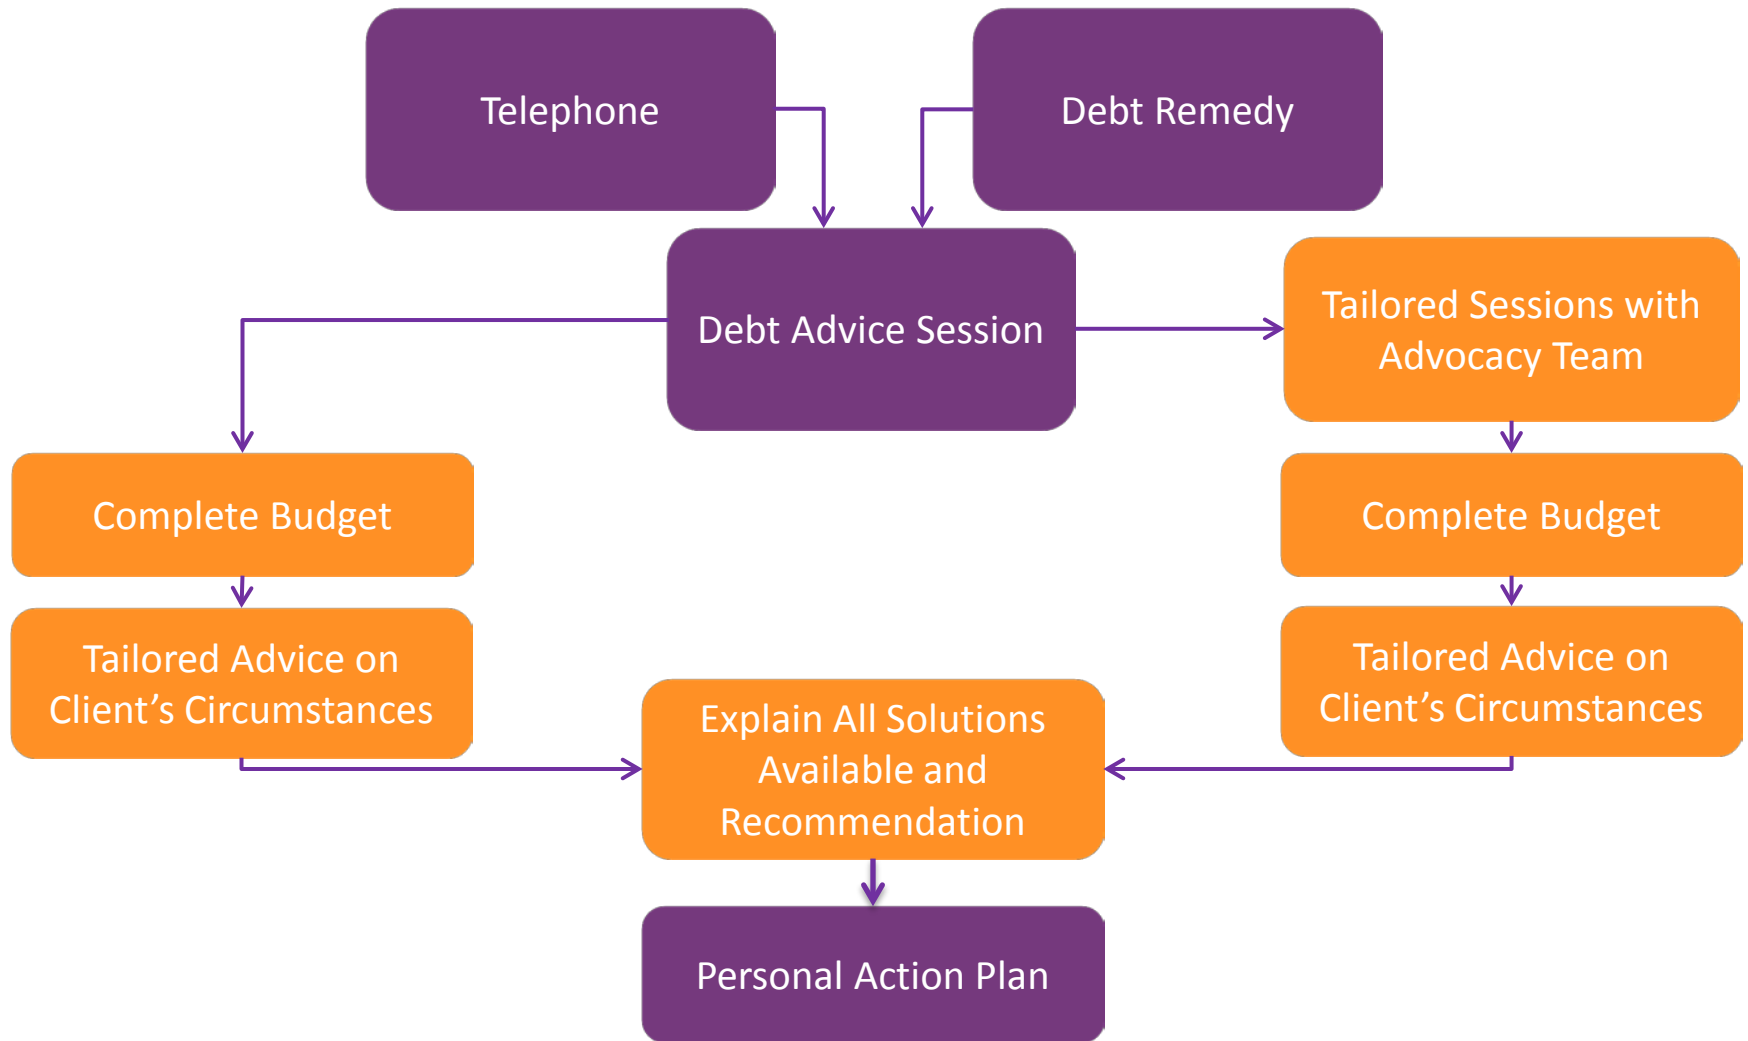 Telephone
Debt Remedy
Debt Advice Session
Tailored Sessions with
Advocacy Team
Complete Budget
Complete Budget
Tailored Advice on
Client’s Circumstances
Tailored Advice on
Client’s Circumstances
Explain All Solutions
Available and
Recommendation
Personal Action Plan